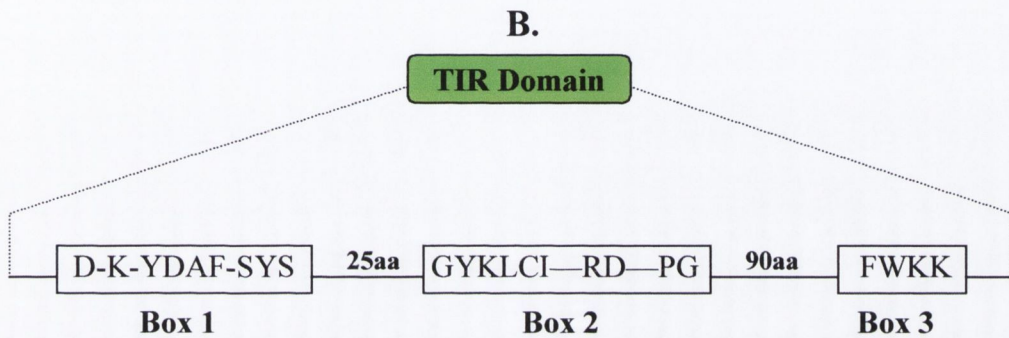 B.
TIR Domain
D-K-YDAF-SYS 25aa GYKLCI—RD—PG 90aa FWKK
Box 1 Box 2 Box 3